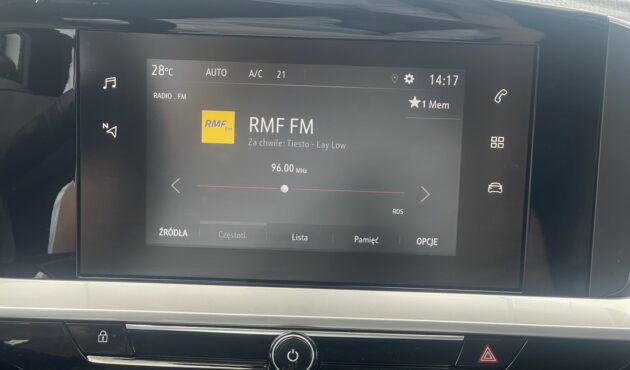 28°C AUTO A/C 21 14:17
RADIO . FM
★1 Mem
RMF FM
RMF FM
Za chwile: Tiesto - Lay Low
96.00 MHz
RDS
ŹRÓDŁA Częstotl. Lista Pamięć OPCJE
N